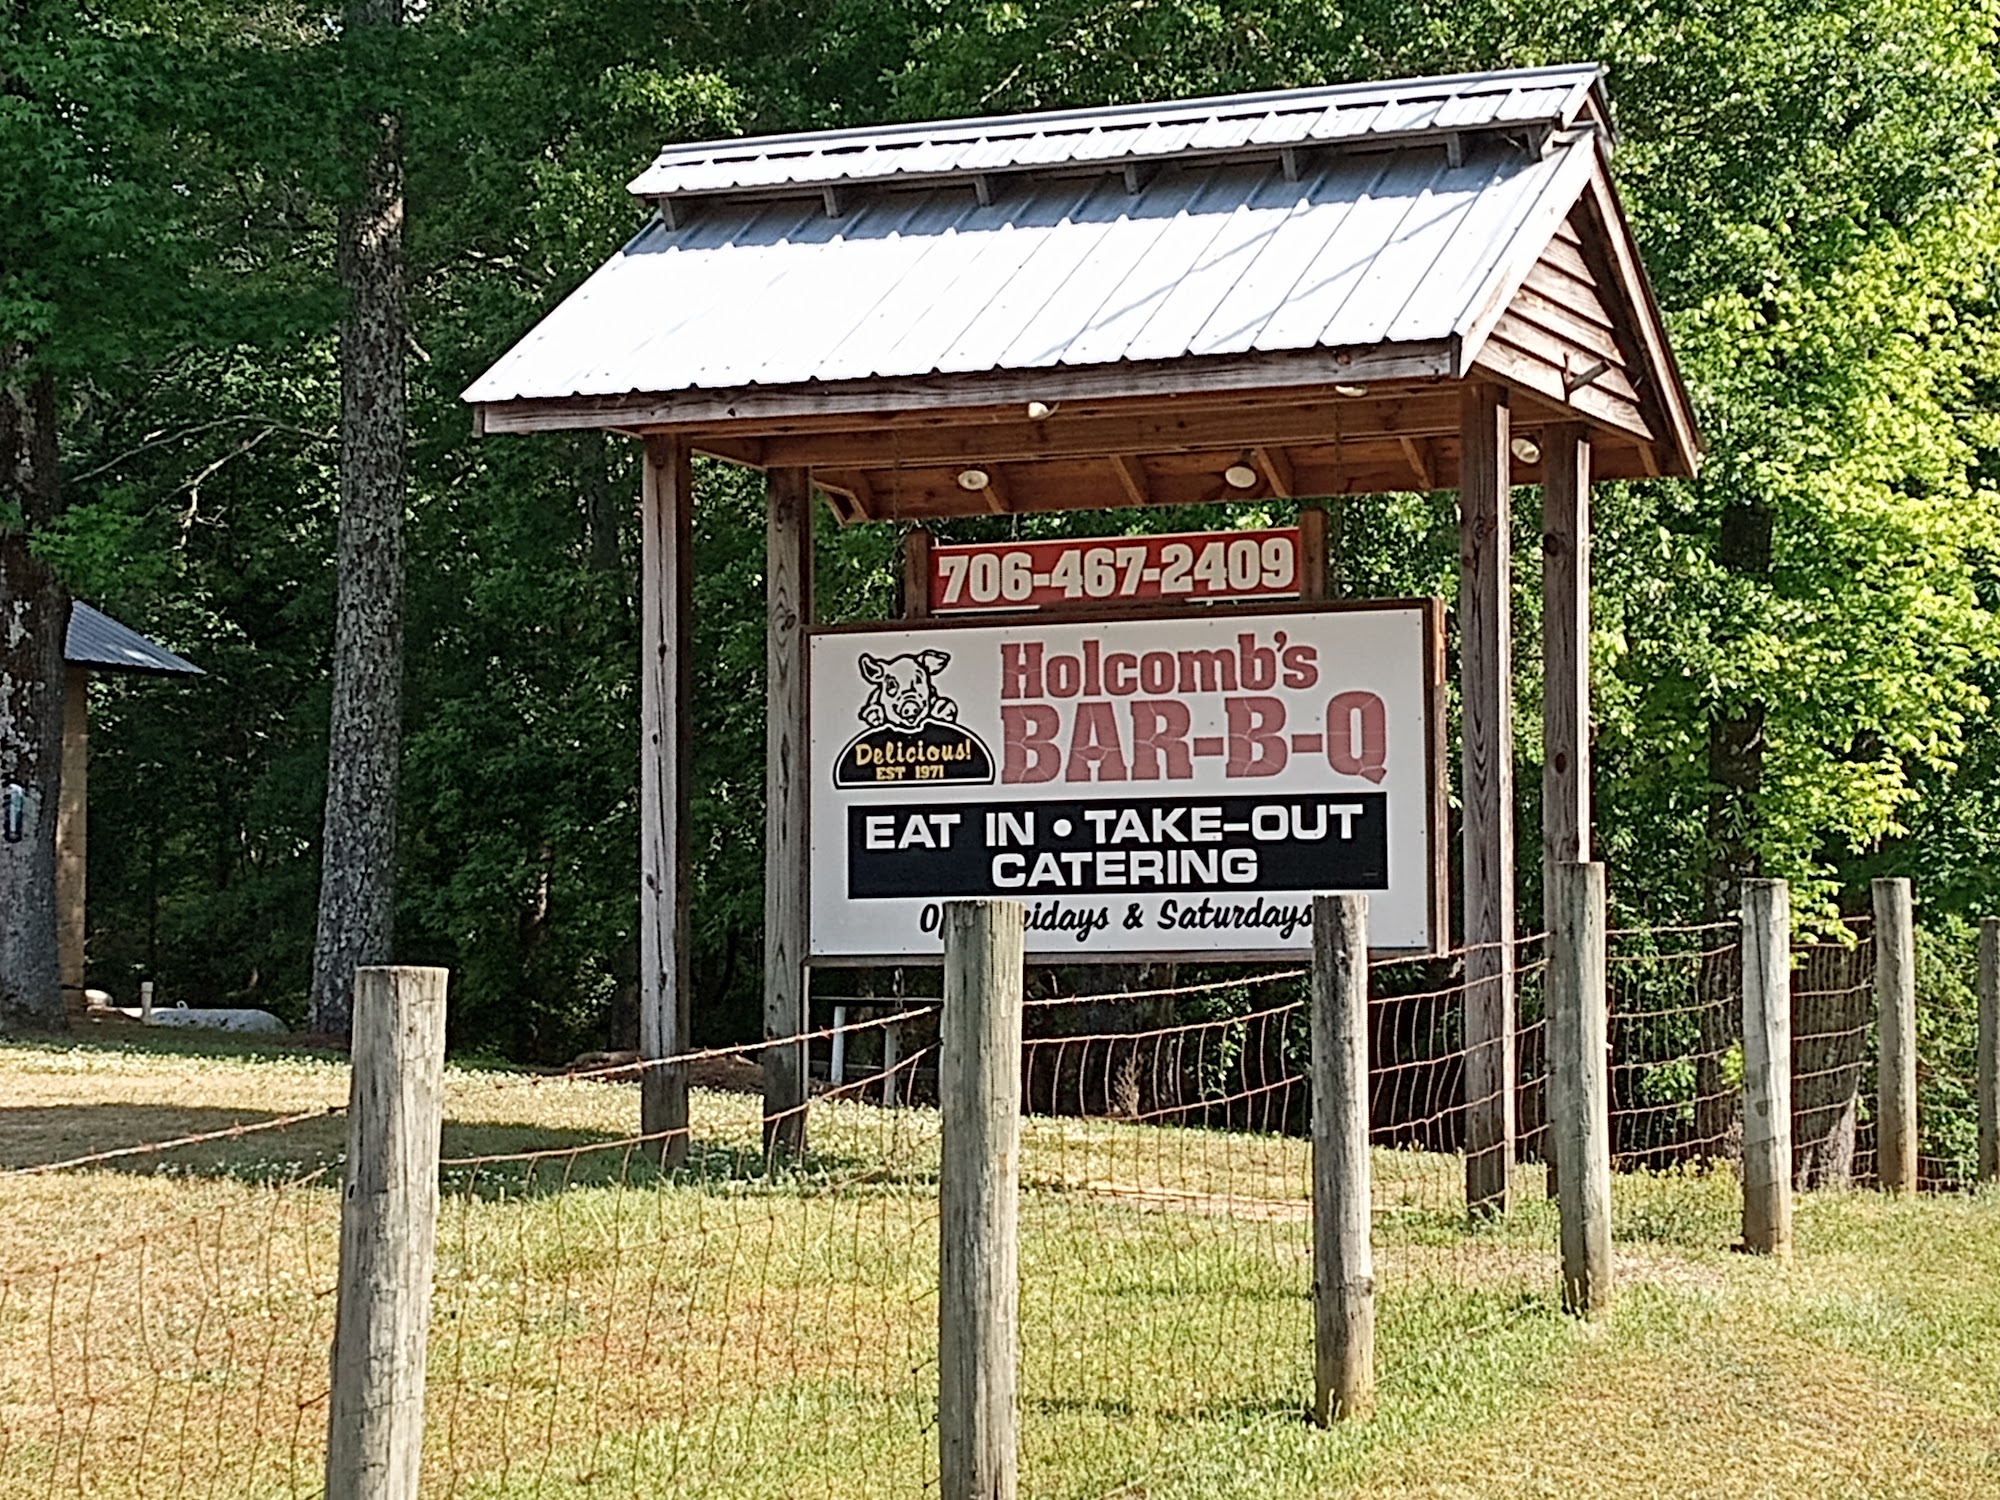 706-467-2409
Holcomb's
BAR-B-Q
Delicious!
EST 1971
EAT IN • TAKE-OUT
CATERING
& Saturdays